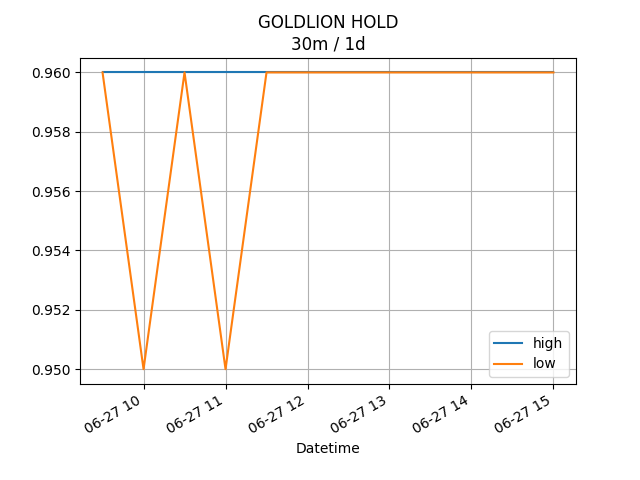 GOLDLION HOLD
30m / 1d
0.960
0.958
0.956
0.954
0.952
0.950
high
low
06-27 10
06-27 11
06-27 12
06-27 13
06-27 14
06-27 15
Datetime